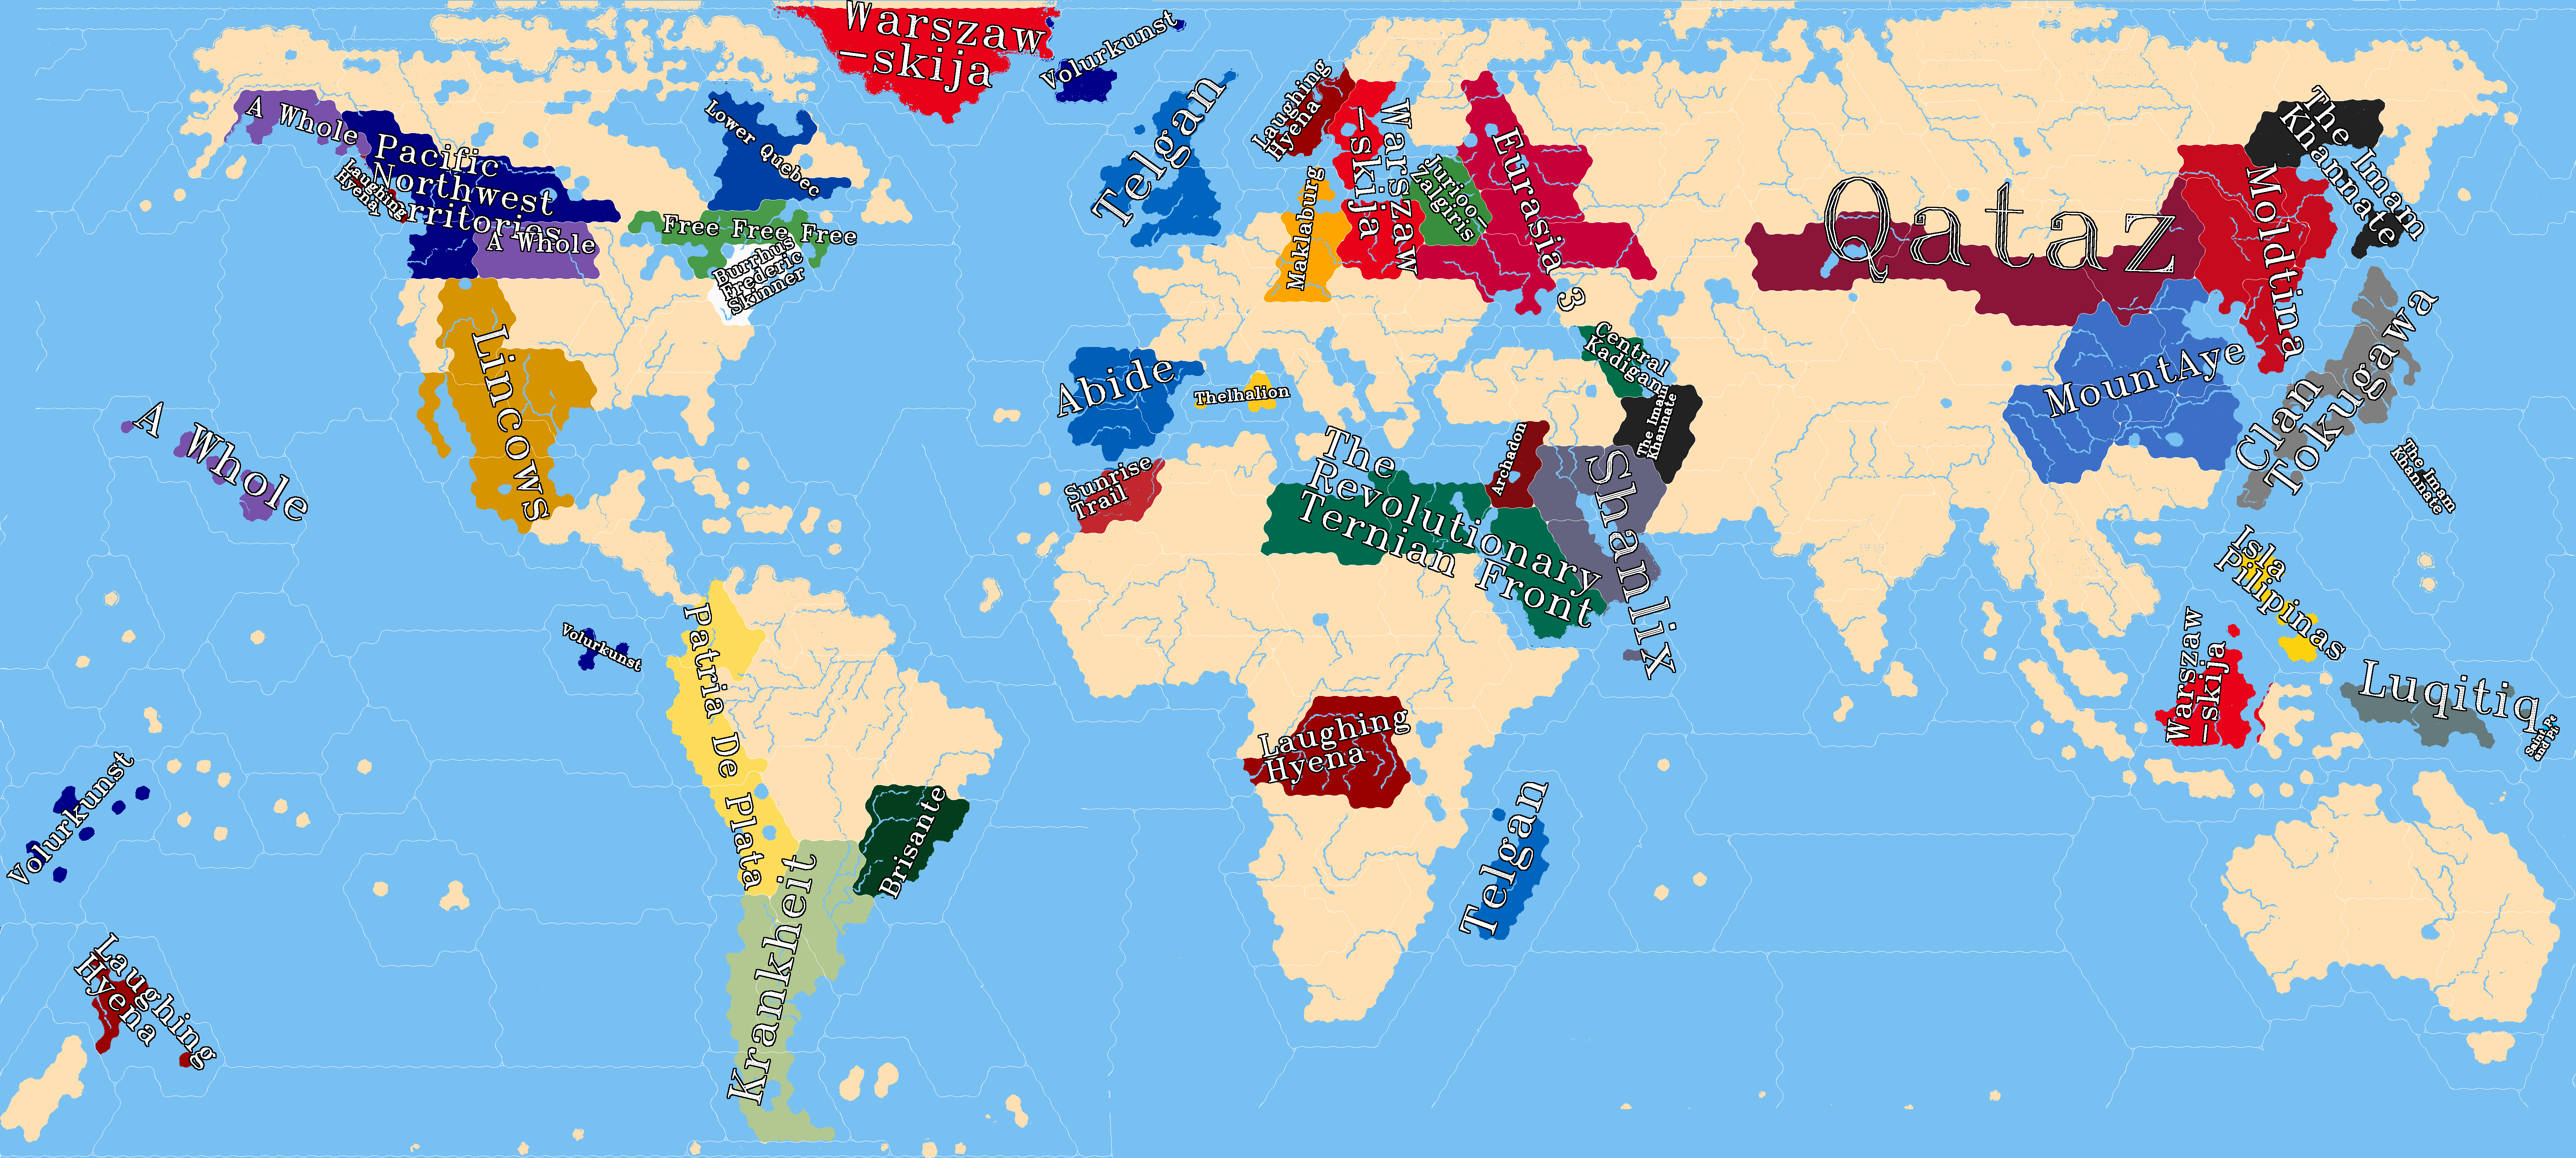 Warszaw
-skija
Volurkunst
A Whole
Pacific
Northwest
Territories
Laughing
Hyena
A Whole
Lower Quebec
Free Free Free
Burrhus
Frederic
Skinner
Lincows
A Whole
Telgan
Laughing
Hyena
Warszaw
-skija
Maklaburg
Jurioor
Zalgiris
Eurasia 3
Qataz
The Imam
Khannate
Moldtina
Clan
Tokugawa
MountAye
Central
Kadigan
The Imam
Khannate
Abide
Thelhalion
Sunrise
Trail
Archadon
The
Revolutionary
Ternian Front
Shamlix
The Imam
Khannate
Isla
Pilipinas
Warszaw
-skija
Luqitiq
Volurkunst
Patria De Plata
Brisante
Krankheit
Laughing
Hyena
Telgan
Volurkunst
Laughing
Hyena